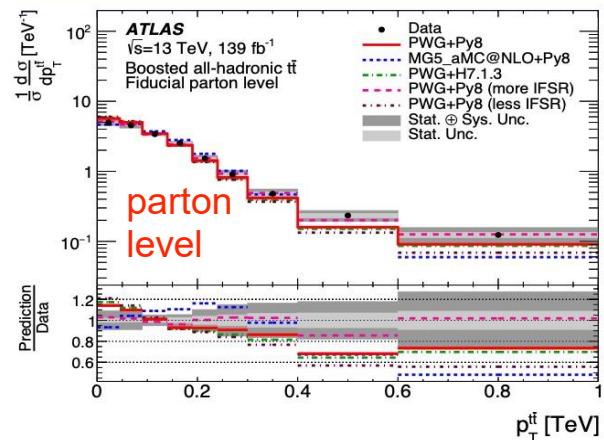 1/σ dσ/dp_T^{tt̄} [TeV⁻¹]
10²
10
1
10⁻¹
ATLAS
√s=13 TeV, 139 fb⁻¹
Boosted all-hadronic tt̄
Fiducial parton level
Data
PWG+Py8
MG5_aMC@NLO+Py8
PWG+H7.1.3
PWG+Py8 (more IFSR)
PWG+Py8 (less IFSR)
Stat. ⊕ Sys. Unc.
Stat. Unc.
parton
level
Prediction
Data
1.2
1
0.8
0.6
0 0.2 0.4 0.6 0.8 1
p_T^{tt̄} [TeV]